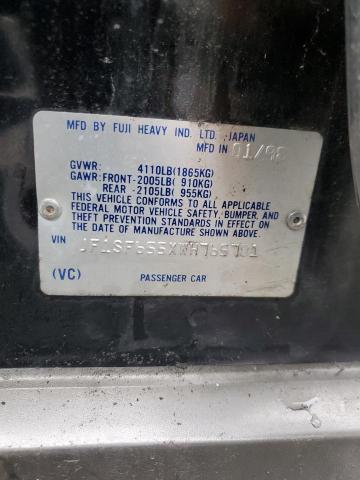 MFD BY FUJI HEAVY IND. LTD. JAPAN
MFD IN 01/98
GVWR: 4110LB(1865KG)
GAWR:FRONT-2005LB( 910KG)
REAR -2105LB( 955KG)
THIS VEHICLE CONFORMS TO ALL APPLICABLE
FEDERAL MOTOR VEHICLE SAFETY, BUMPER, AND
THEFT PREVENTION STANDARDS IN EFFECT ON
THE DATE OF MANUFACTURE SHOWN ABOVE.
VIN
(VC) PASSENGER CAR